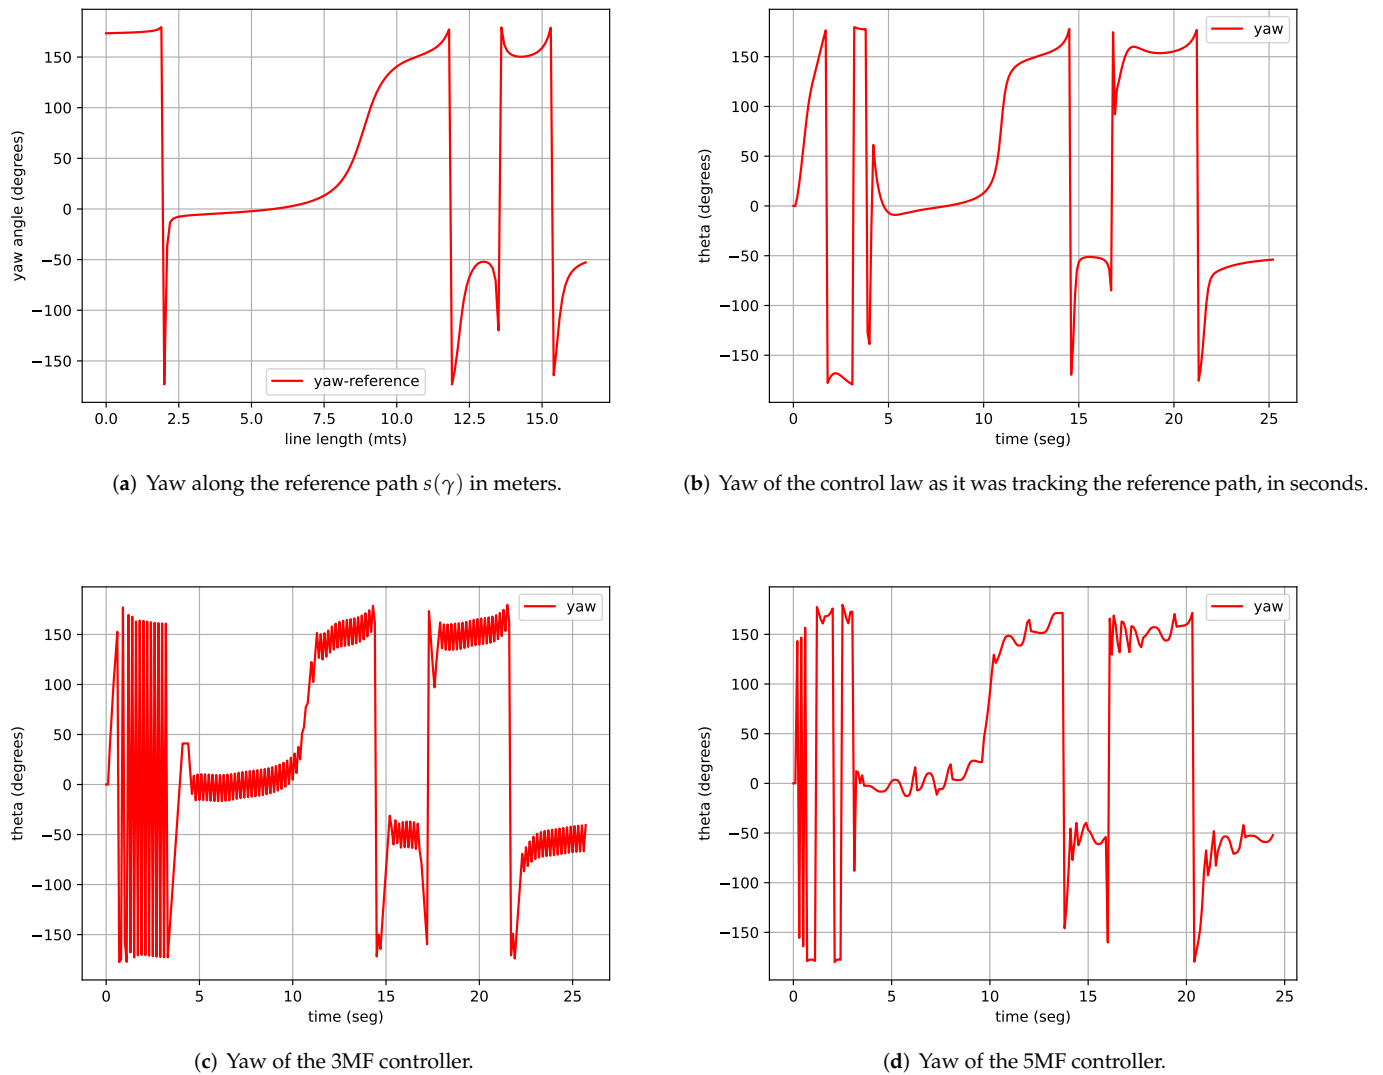 150
100
50
0
−50
−100
−150
yaw angle (degrees)
yaw-reference
0.0 2.5 5.0 7.5 10.0 12.5 15.0
line length (mts)
(a) Yaw along the reference path s(γ) in meters.
150
100
50
0
−50
−100
−150
theta (degrees)
yaw
0 5 10 15 20 25
time (seg)
(b) Yaw of the control law as it was tracking the reference path, in seconds.
150
100
50
0
−50
−100
−150
theta (degrees)
yaw
0 5 10 15 20 25
time (seg)
(c) Yaw of the 3MF controller.
150
100
50
0
−50
−100
−150
theta (degrees)
yaw
0 5 10 15 20 25
time (seg)
(d) Yaw of the 5MF controller.